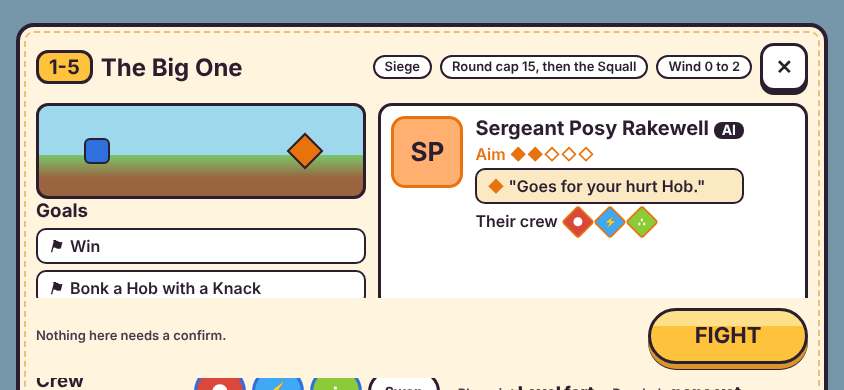 1-5 The Big One
Siege Round cap 15, then the Squall Wind 0 to 2 ×
SP
Sergeant Posy Rakewell AI
Aim
"Goes for your hurt Hob."
Their crew
Goals
Win
Bonk a Hob with a Knack
Nothing here needs a confirm.
FIGHT
Crew